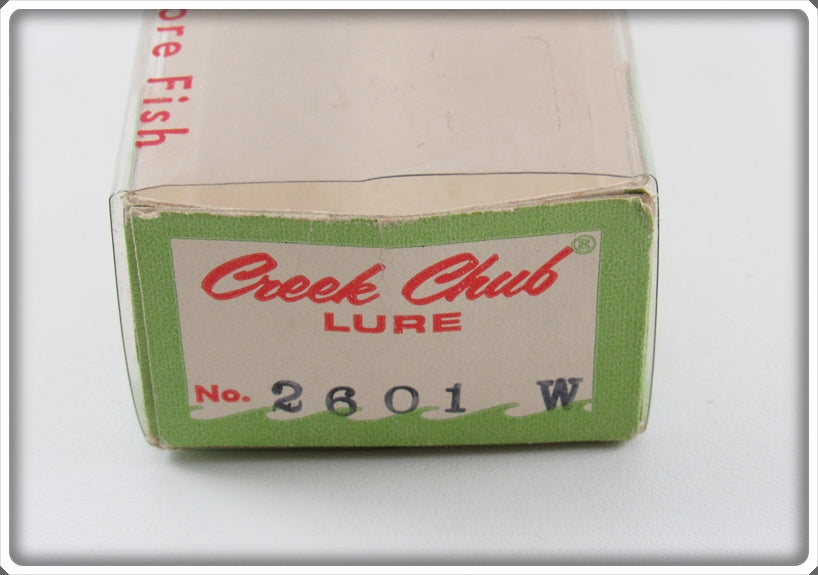 ore Fish
Creek Chub ®
LURE
No. 2601 W